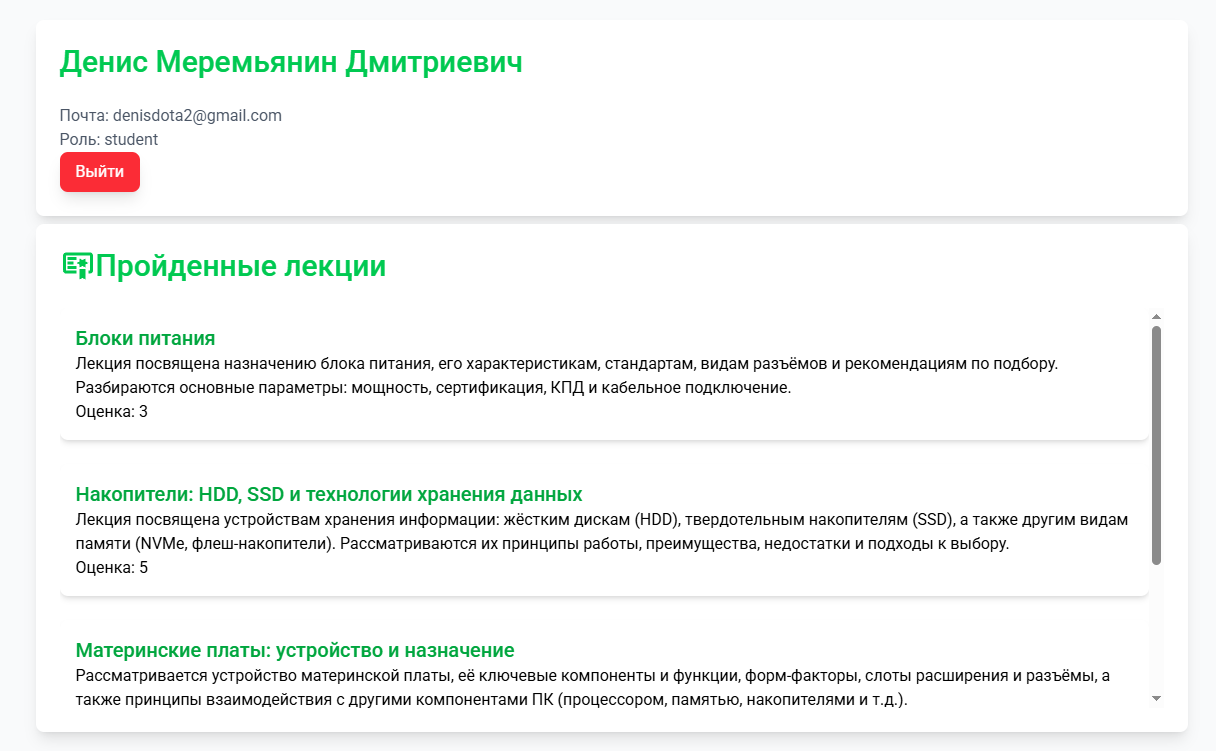 Денис Меремьянин Дмитриевич
Почта: denisdota2@gmail.com
Роль: student
Выйти
Пройденные лекции
Блоки питания
Лекция посвящена назначению блока питания, его характеристикам, стандартам, видам разъёмов и рекомендациям по подбору.
Разбираются основные параметры: мощность, сертификация, КПД и кабельное подключение.
Оценка: 3
Накопители: HDD, SSD и технологии хранения данных
Лекция посвящена устройствам хранения информации: жёстким дискам (HDD), твердотельным накопителям (SSD), а также другим видам
памяти (NVMe, флеш-накопители). Рассматриваются их принципы работы, преимущества, недостатки и подходы к выбору.
Оценка: 5
Материнские платы: устройство и назначение
Рассматривается устройство материнской платы, её ключевые компоненты и функции, форм-факторы, слоты расширения и разъёмы, а
также принципы взаимодействия с другими компонентами ПК (процессором, памятью, накопителями и т.д.).